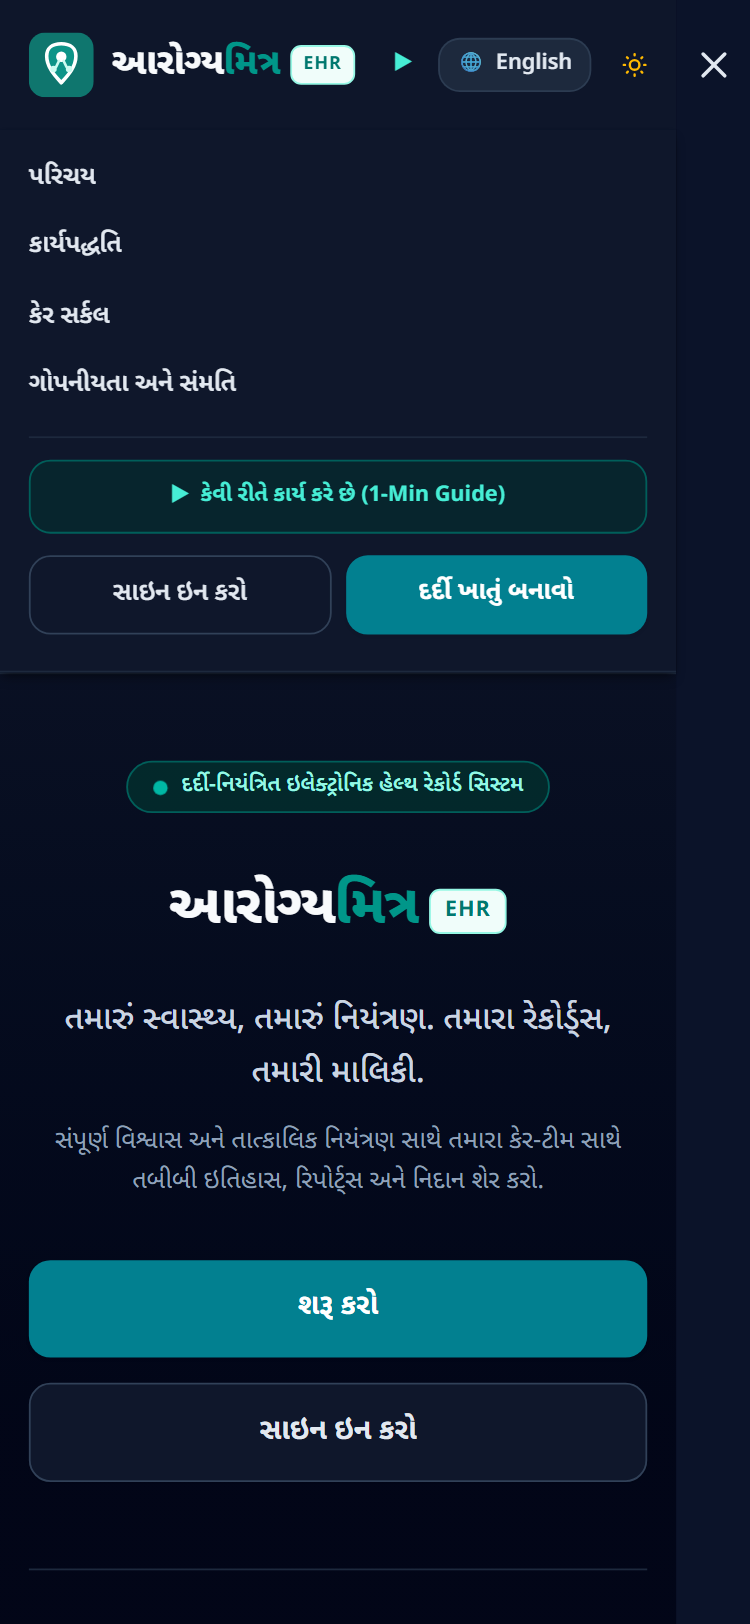 આરોગ્યમિત્ર EHR English
પરિચય
કાર્યપદ્ધતિ
કેર સર્કલ
ગોપનીયતા અને સંમતિ
કેવી રીતે કાર્ય કરે છે (1-Min Guide)
સાઇન ઇન કરો
દર્દી ખાતું બનાવો
દર્દી-નિયંત્રિત ઇલેક્ટ્રોનિક હેલ્થ રેકોર્ડ સિસ્ટમ
આરોગ્યમિત્ર EHR
તમારું સ્વાસ્થ્ય, તમારું નિયંત્રણ. તમારા રેકોર્ડ્સ,
તમારી માલિકી.
સંપૂર્ણ વિશ્વાસ અને તાત્કાલિક નિયંત્રણ સાથે તમારા કેર-ટીમ સાથે
તબીબી ઇતિહાસ, રિપોર્ટ્સ અને નિદાન શેર કરો.
શરૂ કરો
સાઇન ઇન કરો